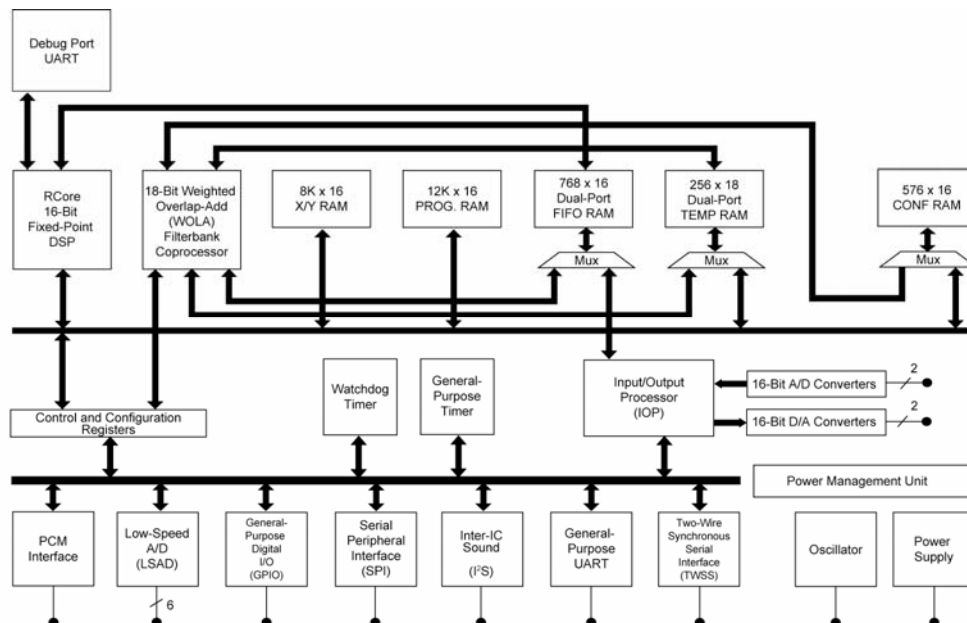 Debug Port
UART
RCore
16-Bit
Fixed-Point
DSP
18-Bit Weighted
Overlap-Add
(WOLA)
Filterbank
Coprocessor
8K x 16
X/Y RAM
12K x 16
PROG. RAM
768 x 16
Dual-Port
FIFO RAM
256 x 18
Dual-Port
TEMP RAM
576 x 16
CONF RAM
Mux
Mux
Mux
Watchdog
Timer
General-
Purpose
Timer
Input/Output
Processor
(IOP)
16-Bit A/D Converters
2
16-Bit D/A Converters
2
Control and Configuration
Registers
Power Management Unit
PCM
Interface
Low-Speed
A/D
(LSAD)
6
General-
Purpose
Digital
I/O
(GPIO)
Serial
Peripheral
Interface
(SPI)
Inter-IC
Sound
(I²S)
General-
Purpose
UART
Two-Wire
Synchronous
Serial
Interface
(TWSS)
Oscillator
Power
Supply